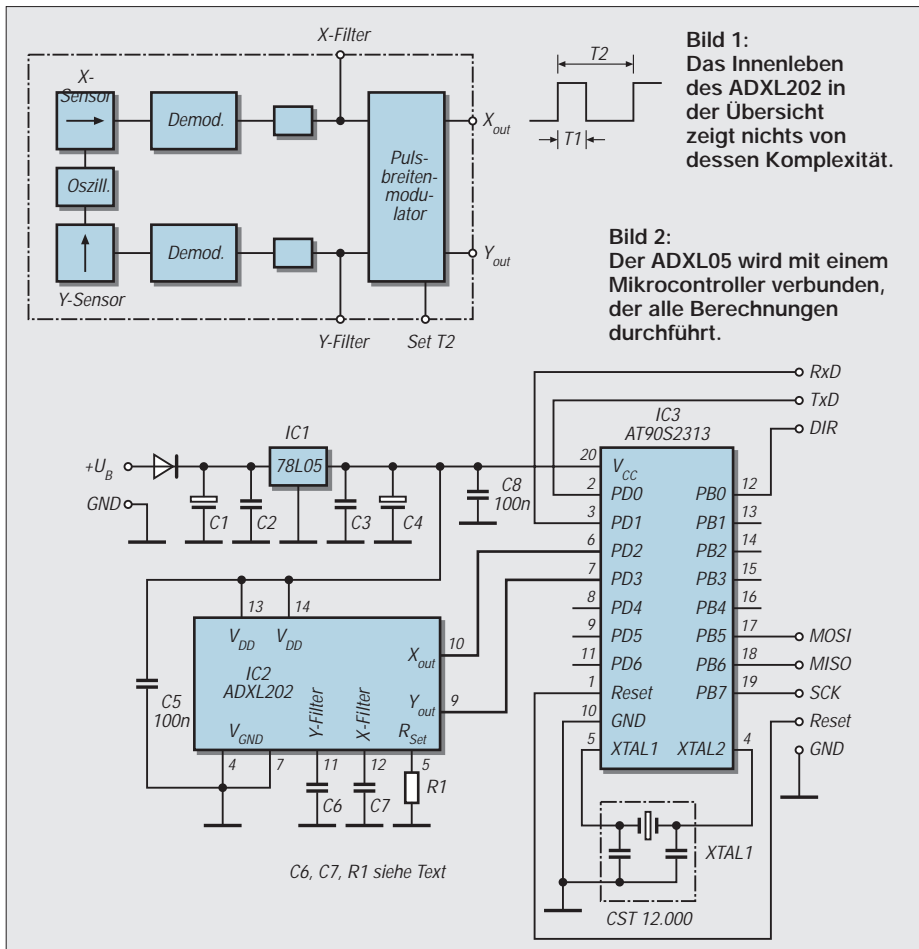 X-Filter
X-
Sensor
Demod.
Oszill.
Y-Sensor
Demod.
Puls-
breiten-
modu-
lator
X_out
Y_out
Y-Filter
Set T2
T2
T1
Bild 1:
Das Innenleben
des ADXL202 in
der Übersicht
zeigt nichts von
dessen Komplexität.
Bild 2:
Der ADXL05 wird mit einem
Mikrocontroller verbunden,
der alle Berechnungen
durchführt.
+U_B
GND
C1
C2
IC1
78L05
C3
C4
C8
100n
IC3
AT90S2313
20 V_CC
2 PD0
3 PD1
6 PD2
7 PD3
8 PD4
9 PD5
11 PD6
1 Reset
10 GND
5 XTAL1
PB0 12
PB1 13
PB2 14
PB3 15
PB4 16
PB5 17
PB6 18
PB7 19
XTAL2 4
RxD
TxD
DIR
MOSI
MISO
SCK
Reset
GND
C5
100n
13 14
V_DD V_DD
IC2
ADXL202
X_out 10
Y_out 9
V_GND
Y-Filter
X-Filter
R_Set
4 7 11 12 5
C6
C7
R1
C6, C7, R1 siehe Text
XTAL1
CST 12.000